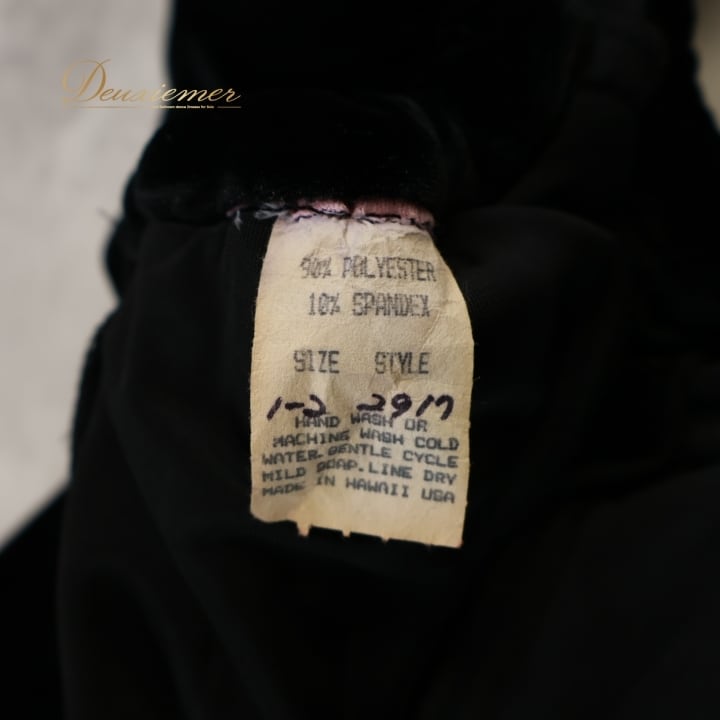 Deuxiemer
90% POLYESTER
10% SPANDEX
SIZE STYLE
1-2 2917
HAND WASH OR
MACHINE WASH COLD
WATER. GENTLE CYCLE
MILD SOAP. LINE DRY
MADE IN HAWAII USA